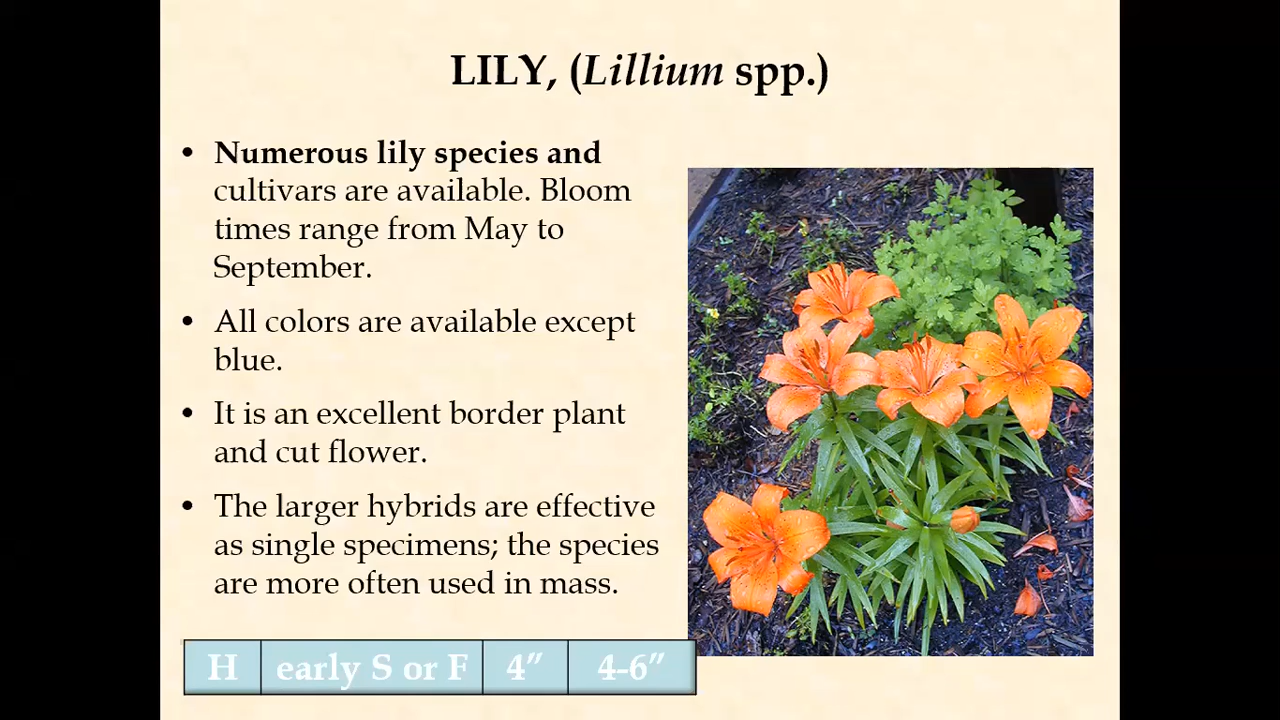 LILY, (Lillium spp.)
• Numerous lily species and
cultivars are available. Bloom
times range from May to
September.
• All colors are available except
blue.
• It is an excellent border plant
and cut flower.
• The larger hybrids are effective
as single specimens; the species
are more often used in mass.
H early S or F 4″ 4-6″